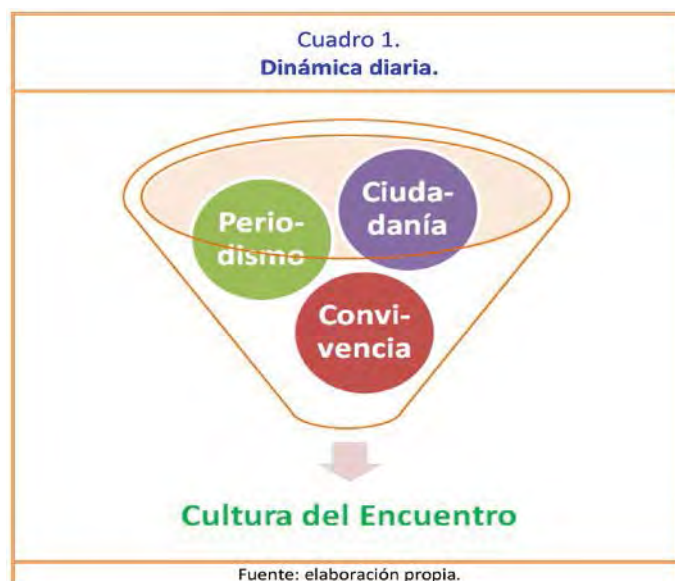 Cuadro 1.
Dinámica diaria.
Ciuda-
danía
Perio-
dismo
Convi-
vencia
Cultura del Encuentro
Fuente: elaboración propia.